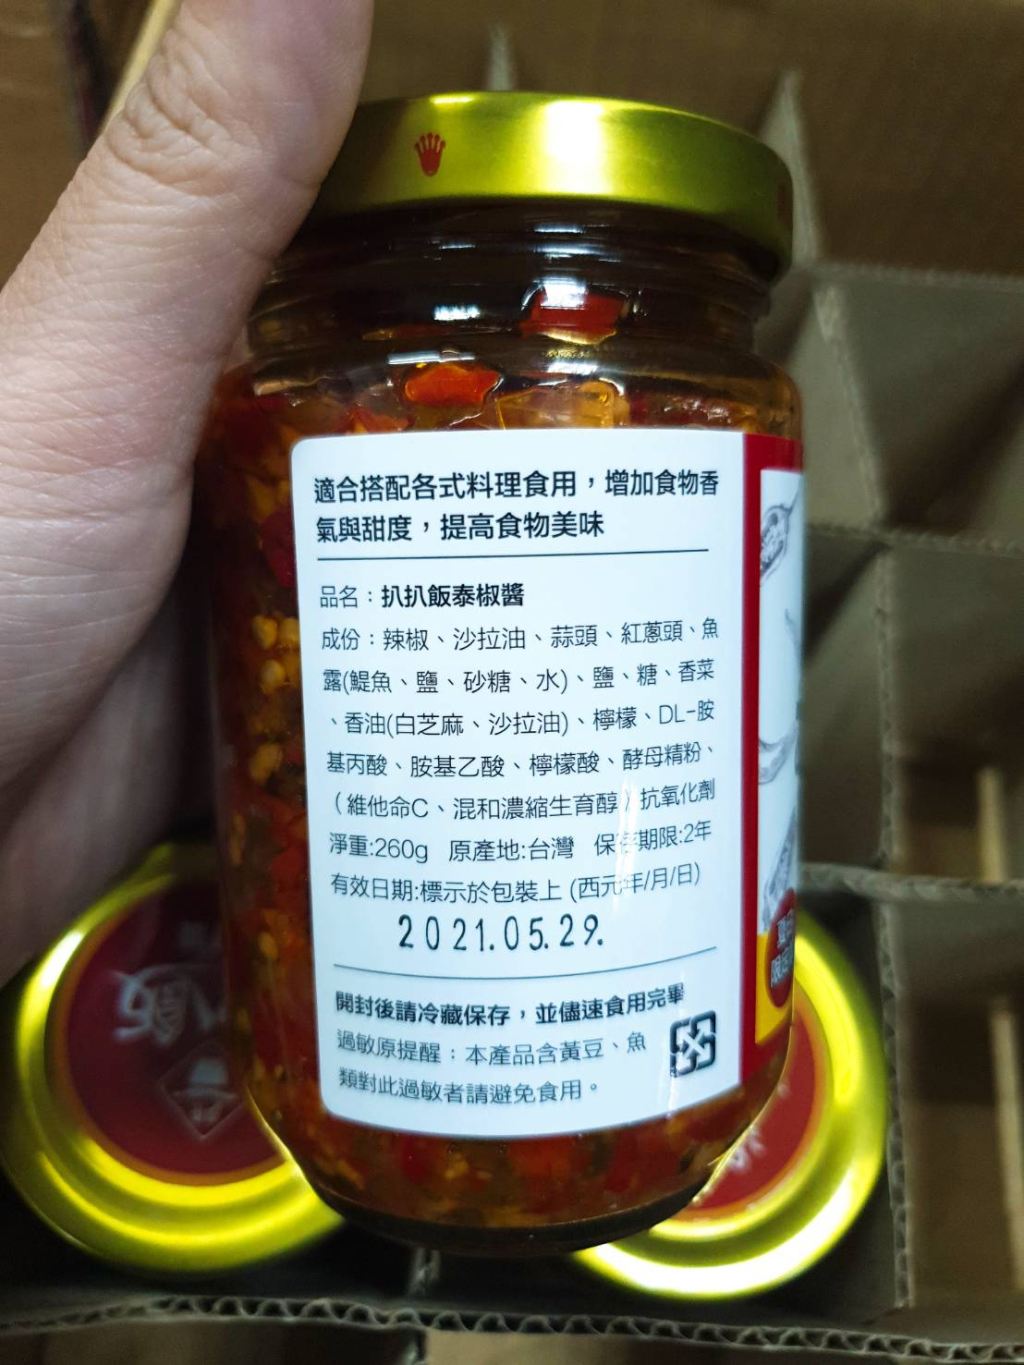 適合搭配各式料理食用，增加食物香
氣與甜度，提高食物美味
品名：扒扒飯泰椒醬
成份：辣椒、沙拉油、蒜頭、紅蔥頭、魚
露(鯷魚、鹽、砂糖、水)、鹽、糖、香菜
、香油(白芝麻、沙拉油)、檸檬、DL-胺
基丙酸、胺基乙酸、檸檬酸、酵母精粉、
（維他命C、混和濃縮生育醇）抗氧化劑
淨重:260g 原產地:台灣 保存期限:2年
有效日期:標示於包裝上 (西元年/月/日)
2021.05.29.
開封後請冷藏保存，並儘速食用完畢
過敏原提醒：本產品含黃豆、魚
類對此過敏者請避免食用。